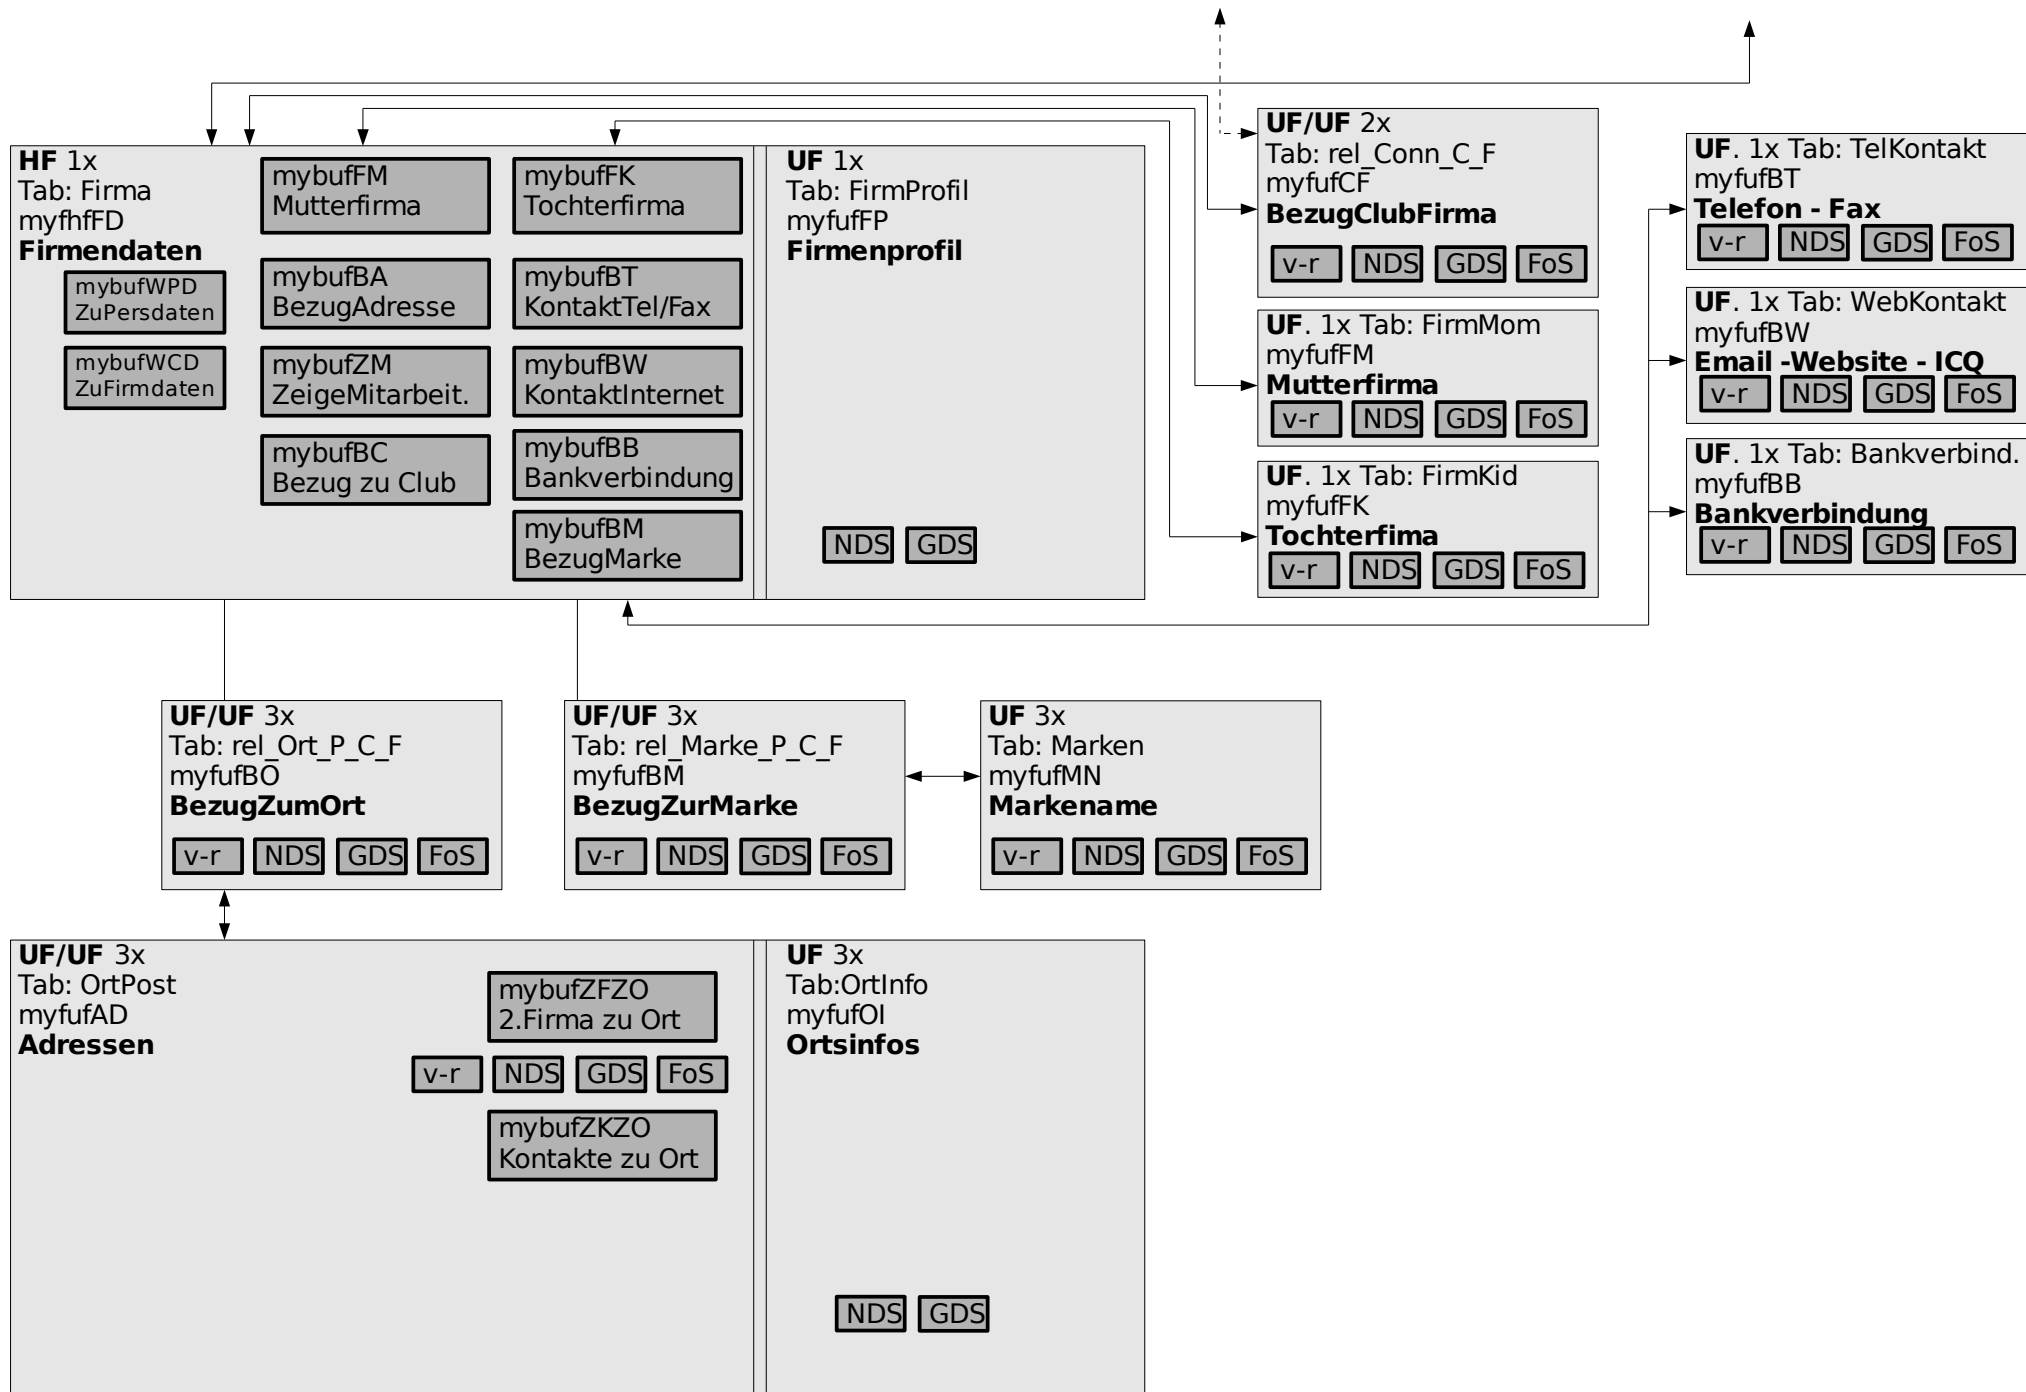 HF 1x
Tab: Firma
myfhfFD
Firmendaten
mybufWPD
ZuPersdaten
mybufWCD
ZuFirmdaten
mybufFM
Mutterfirma
mybufBA
BezugAdresse
mybufZM
ZeigeMitarbeit.
mybufBC
Bezug zu Club
mybufFK
Tochterfirma
mybufBT
KontaktTel/Fax
mybufBW
KontaktInternet
mybufBB
Bankverbindung
mybufBM
BezugMarke
UF 1x
Tab: FirmProfil
myfufFP
Firmenprofil
NDS GDS
UF/UF 2x
Tab: rel_Conn_C_F
myfufCF
BezugClubFirma
v-r NDS GDS FoS
UF. 1x Tab: FirmMom
myfufFM
Mutterfirma
v-r NDS GDS FoS
UF. 1x Tab: FirmKid
myfufFK
Tochterfima
v-r NDS GDS FoS
UF. 1x Tab: TelKontakt
myfufBT
Telefon - Fax
v-r NDS GDS FoS
UF. 1x Tab: WebKontakt
myfufBW
Email -Website - ICQ
v-r NDS GDS FoS
UF. 1x Tab: Bankverbind.
myfufBB
Bankverbindung
v-r NDS GDS FoS
UF/UF 3x
Tab: rel_Ort_P_C_F
myfufBO
BezugZumOrt
v-r NDS GDS FoS
UF/UF 3x
Tab: rel_Marke_P_C_F
myfufBM
BezugZurMarke
v-r NDS GDS FoS
UF 3x
Tab: Marken
myfufMN
Markename
v-r NDS GDS FoS
UF/UF 3x
Tab: OrtPost
myfufAD
Adressen
mybufZFZO
2.Firma zu Ort
v-r NDS GDS FoS
mybufZKZO
Kontakte zu Ort
UF 3x
Tab:OrtInfo
myfufOI
Ortsinfos
NDS GDS